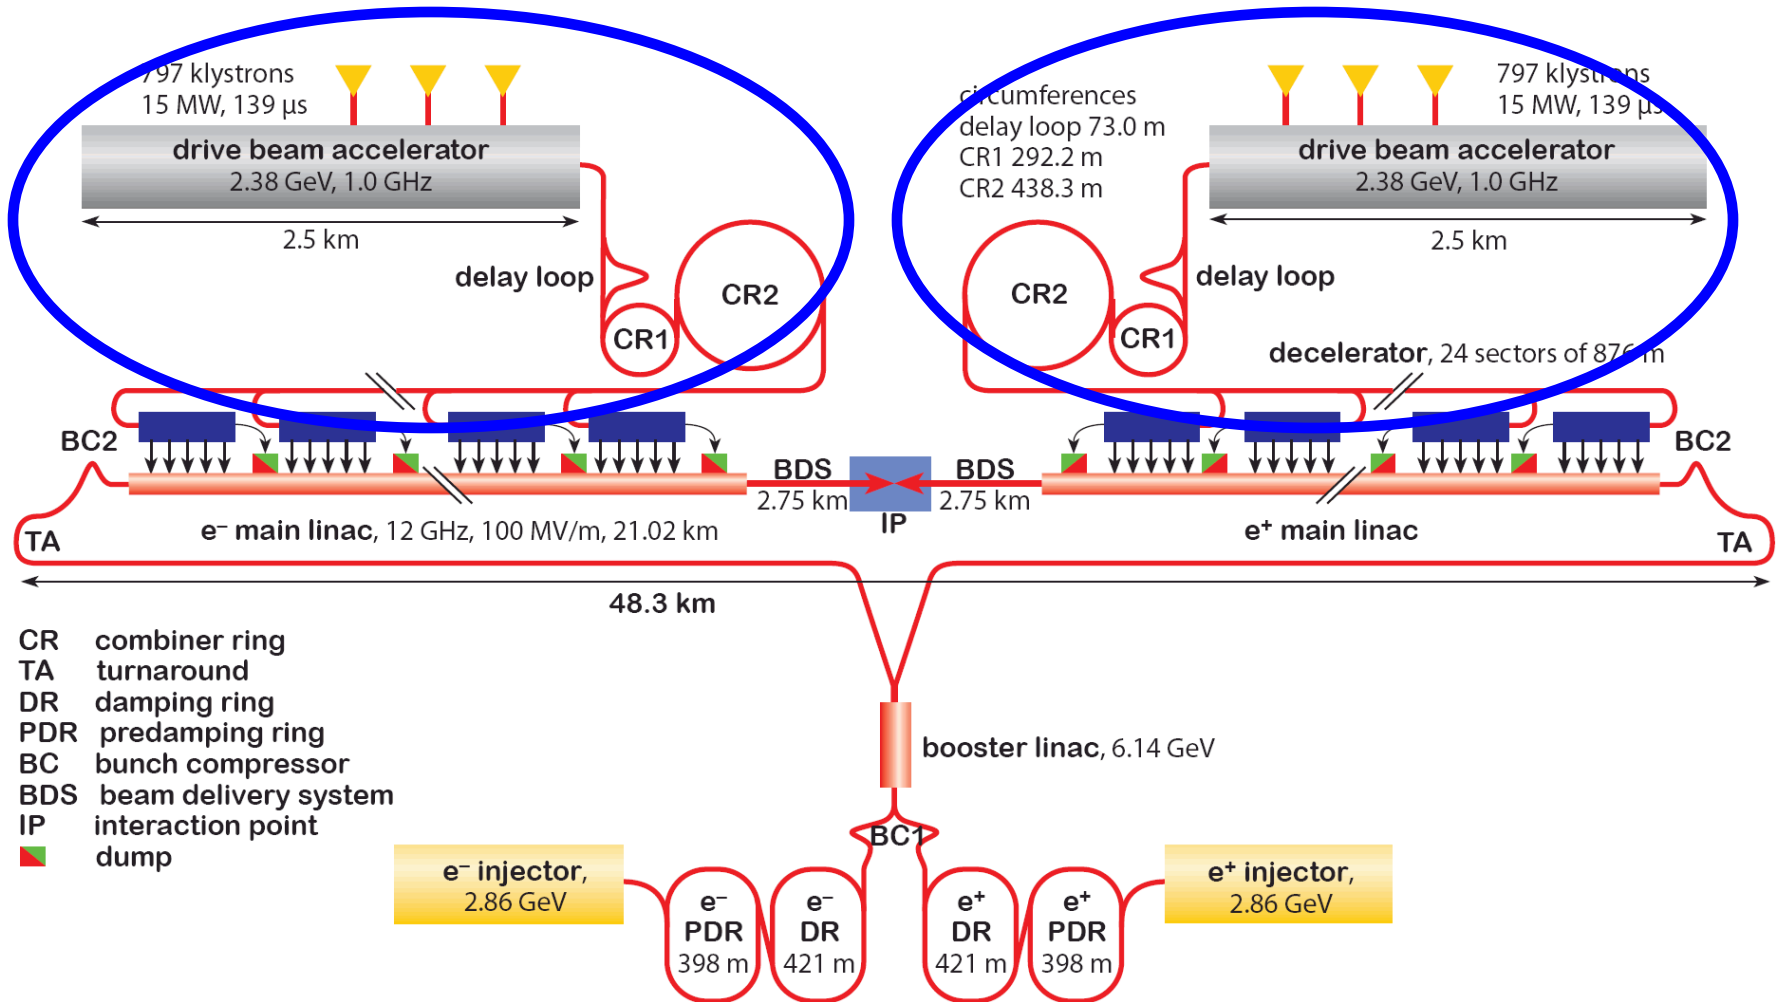 797 klystrons
15 MW, 139 µs
drive beam accelerator
2.38 GeV, 1.0 GHz
2.5 km
delay loop
CR1
CR2
circumferences
delay loop 73.0 m
CR1 292.2 m
CR2 438.3 m
797 klystrons
15 MW, 139 µs
drive beam accelerator
2.38 GeV, 1.0 GHz
2.5 km
CR2
CR1
delay loop
decelerator, 24 sectors of 876 m
BC2
BDS
2.75 km
IP
BDS
2.75 km
BC2
TA
e– main linac, 12 GHz, 100 MV/m, 21.02 km
e+ main linac
TA
48.3 km
CR combiner ring
TA turnaround
DR damping ring
PDR predamping ring
BC bunch compressor
BDS beam delivery system
IP interaction point
dump
booster linac, 6.14 GeV
BC1
e– injector,
2.86 GeV
e–
PDR
398 m
e–
DR
421 m
e+
DR
421 m
e+
PDR
398 m
e+ injector,
2.86 GeV